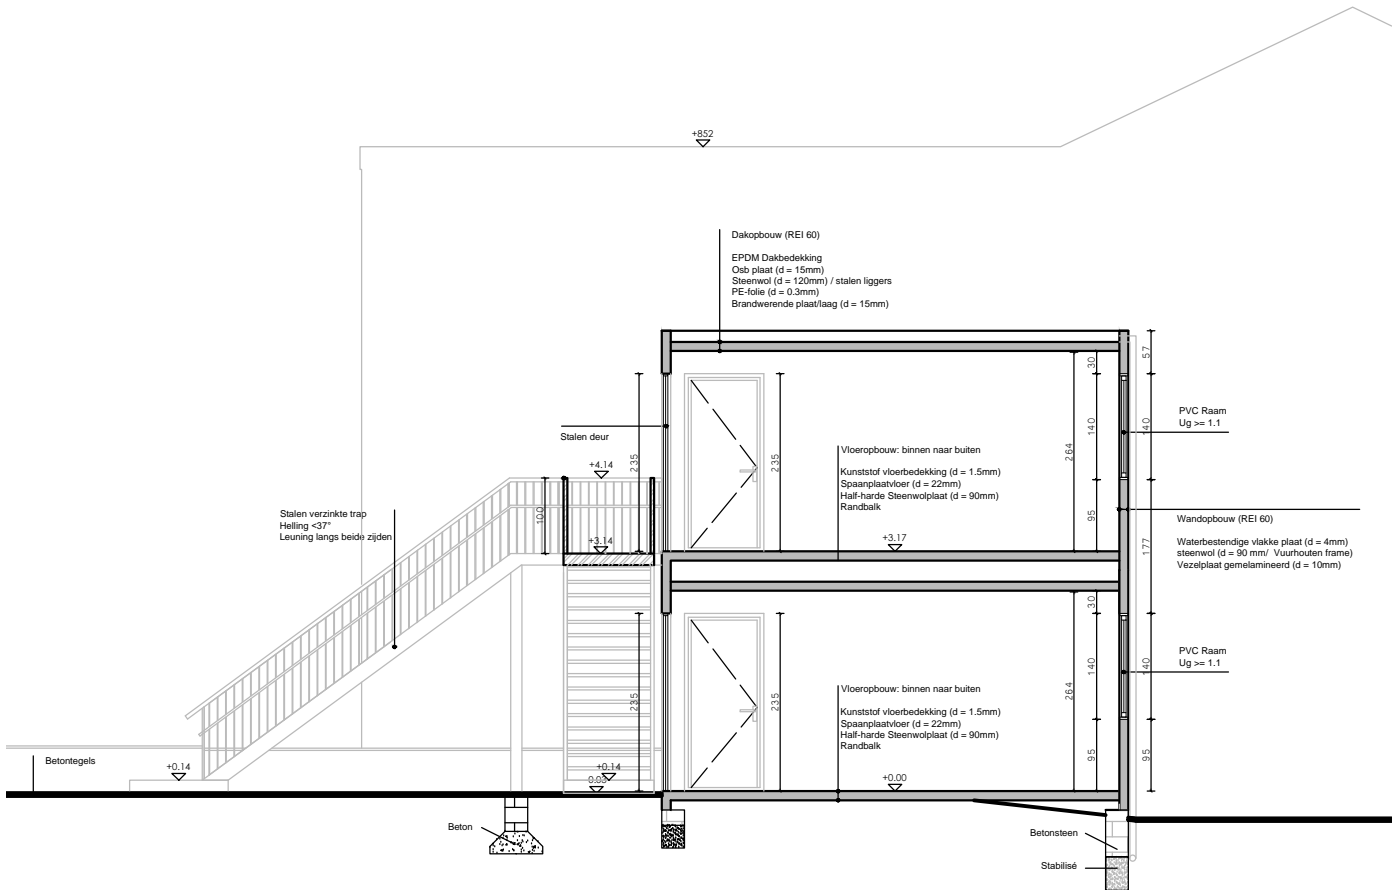 +852
Dakopbouw (REI 60)
EPDM Dakbedekking
Osb plaat (d = 15mm)
Steenwol (d = 120mm) / stalen liggers
PE-folie (d = 0.3mm)
Brandwerende plaat/laag (d = 15mm)
30
57
235
235
264
140
140
PVC Raam
Ug >= 1.1
Stalen deur
Vloeropbouw: binnen naar buiten
Kunststof vloerbedekking (d = 1.5mm)
Spaanplaatvloer (d = 22mm)
Half-harde Steenwolplaat (d = 90mm)
Randbalk
+4.14
100
+3.14
+3.17
95
177
Stalen verzinkte trap
Helling <37°
Leuning langs beide zijden
Wandopbouw (REI 60)
Waterbestendige vlakke plaat (d = 4mm)
steenwol (d = 90 mm/  Vuurhouten frame)
Vezelplaat gemelamineerd (d = 10mm)
30
235
235
264
140
140
PVC Raam
Ug >= 1.1
Vloeropbouw: binnen naar buiten
Kunststof vloerbedekking (d = 1.5mm)
Spaanplaatvloer (d = 22mm)
Half-harde Steenwolplaat (d = 90mm)
Randbalk
95
95
Betontegels
+0.14
+0.14
+0.00
Beton
Betonsteen
Stabilisé